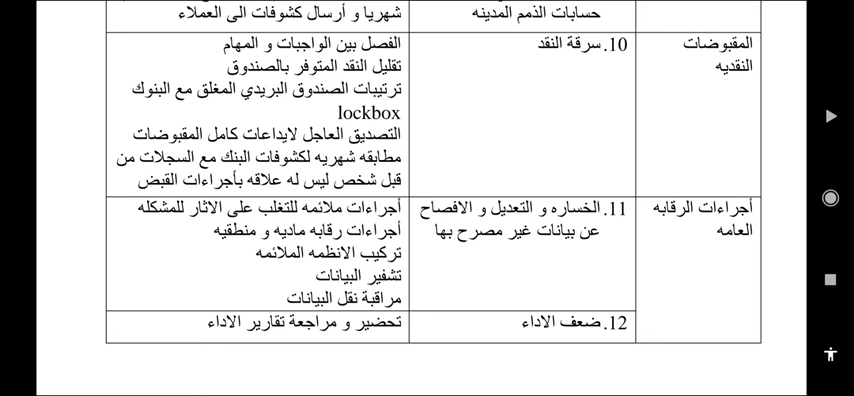 حسابات الذمم المدينه
شهريا و أرسال كشوفات الى العملاء
المقبوضات
النقديه
10. سرقة النقد
الفصل بين الواجبات و المهام
تقليل النقد المتوفر بالصندوق
ترتيبات الصندوق البريدي المغلق مع البنوك
lockbox
التصديق العاجل لايداعات كامل المقبوضات
مطابقه شهريه لكشوفات البنك مع السجلات من
قبل شخص ليس له علاقه بأجراءات القبض
أجراءات الرقابه
العامه
11. الخساره و التعديل و الافصاح
عن بيانات غير مصرح بها
أجراءات ملائمه للتغلب على الاثار للمشكله
أجراءات رقابه ماديه و منطقيه
تركيب الانظمه الملائمه
تشفير البيانات
مراقبة نقل البيانات
12. ضعف الاداء
تحضير و مراجعة تقارير الاداء